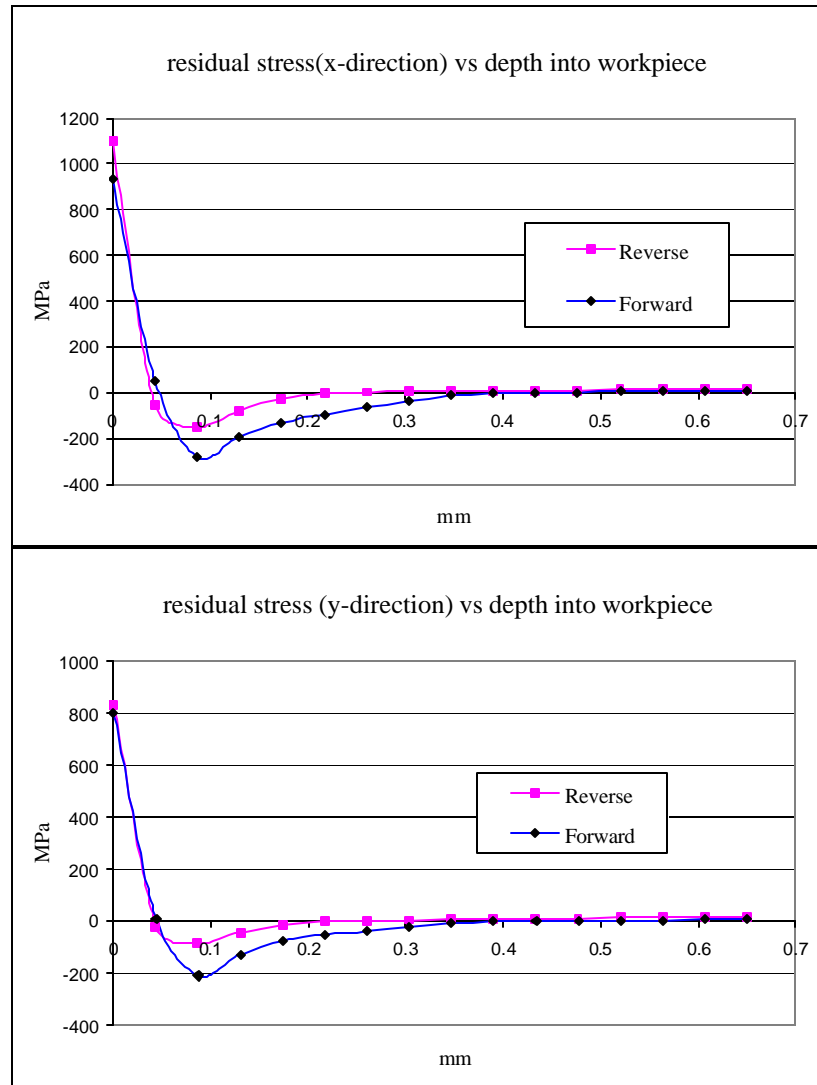 residual stress(x-direction) vs depth into workpiece
1200
1000
800
600
400
200
0
-200
-400
0 0.1 0.2 0.3 0.4 0.5 0.6 0.7
MPa
mm
Reverse
Forward
residual stress (y-direction) vs depth into workpiece
1000
800
600
400
200
0
-200
-400
0 0.1 0.2 0.3 0.4 0.5 0.6 0.7
MPa
mm
Reverse
Forward